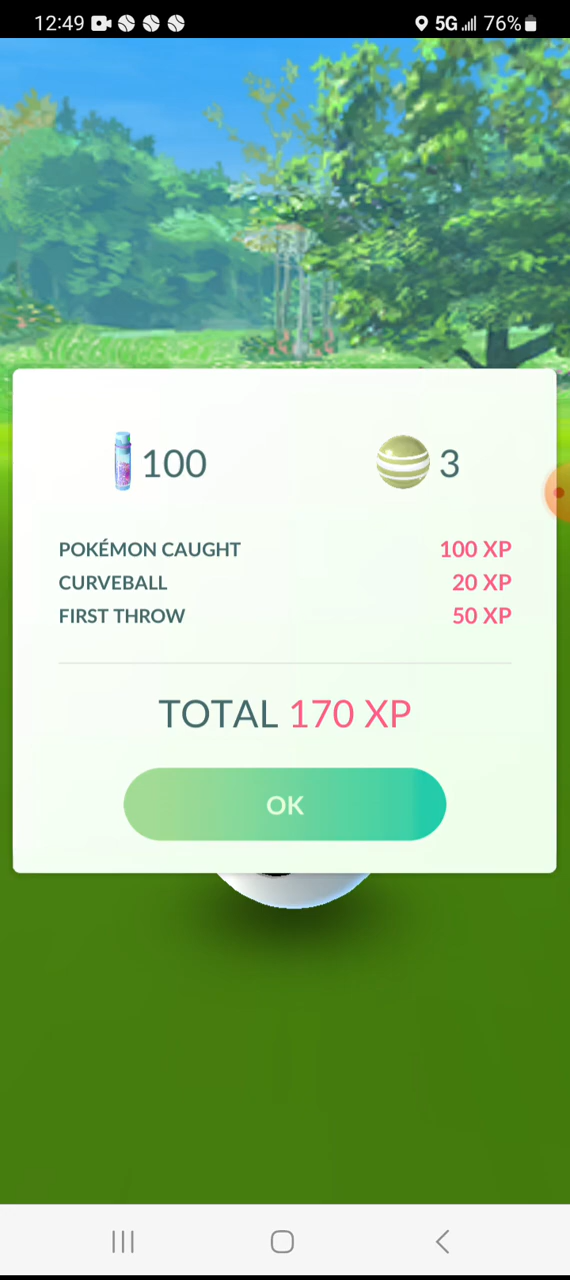 12:49 5G 76%
100 3
POKÉMON CAUGHT 100 XP
CURVEBALL 20 XP
FIRST THROW 50 XP
TOTAL 170 XP
OK